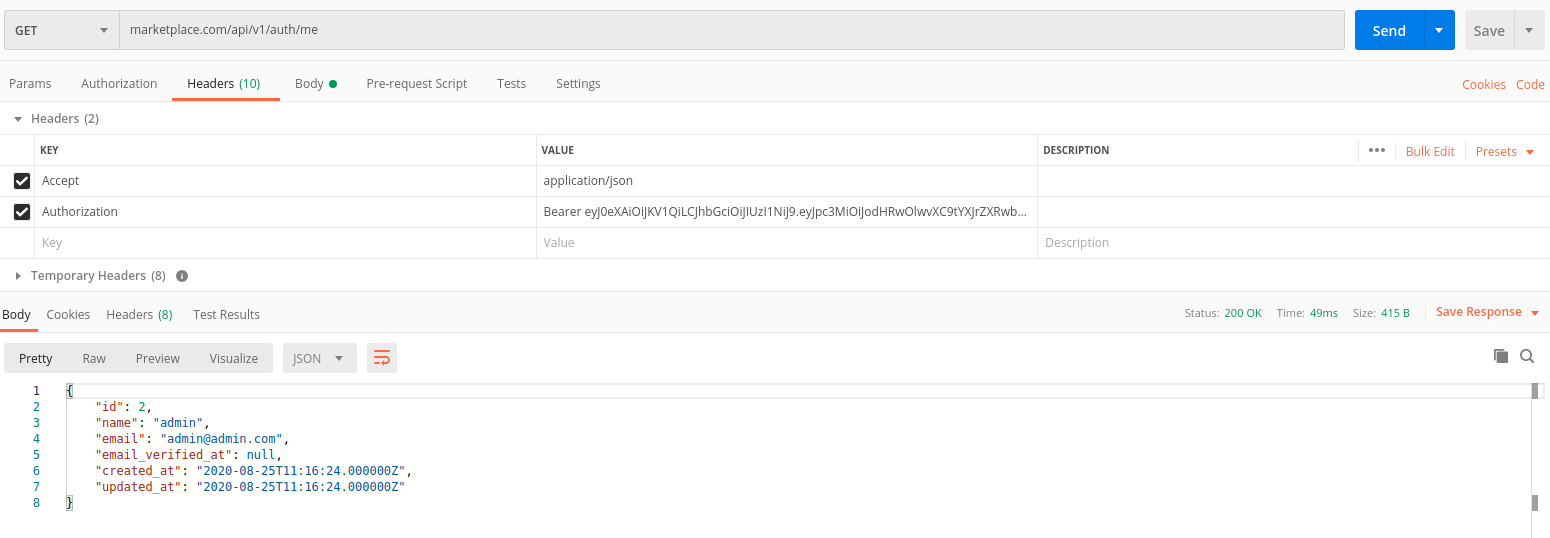 GET marketplace.com/api/v1/auth/me Send Save
Params Authorization Headers (10) Body Pre-request Script Tests Settings Cookies Code
Headers (2)
KEY VALUE DESCRIPTION ••• Bulk Edit Presets
Accept application/json
Authorization Bearer eyJ0eXAiOiJKV1QiLCJhbGciOiJIUzI1NiJ9.eyJpc3MiOiJodHRwOlwvXC9tYXJrZXRwb...
Key Value Description
Temporary Headers (8) i
Body Cookies Headers (8) Test Results Status: 200 OK Time: 49ms Size: 415 B Save Response
Pretty Raw Preview Visualize JSON
1 {
2 "id": 2,
3 "name": "admin",
4 "email": "admin@admin.com",
5 "email_verified_at": null,
6 "created_at": "2020-08-25T11:16:24.000000Z",
7 "updated_at": "2020-08-25T11:16:24.000000Z"
8 }